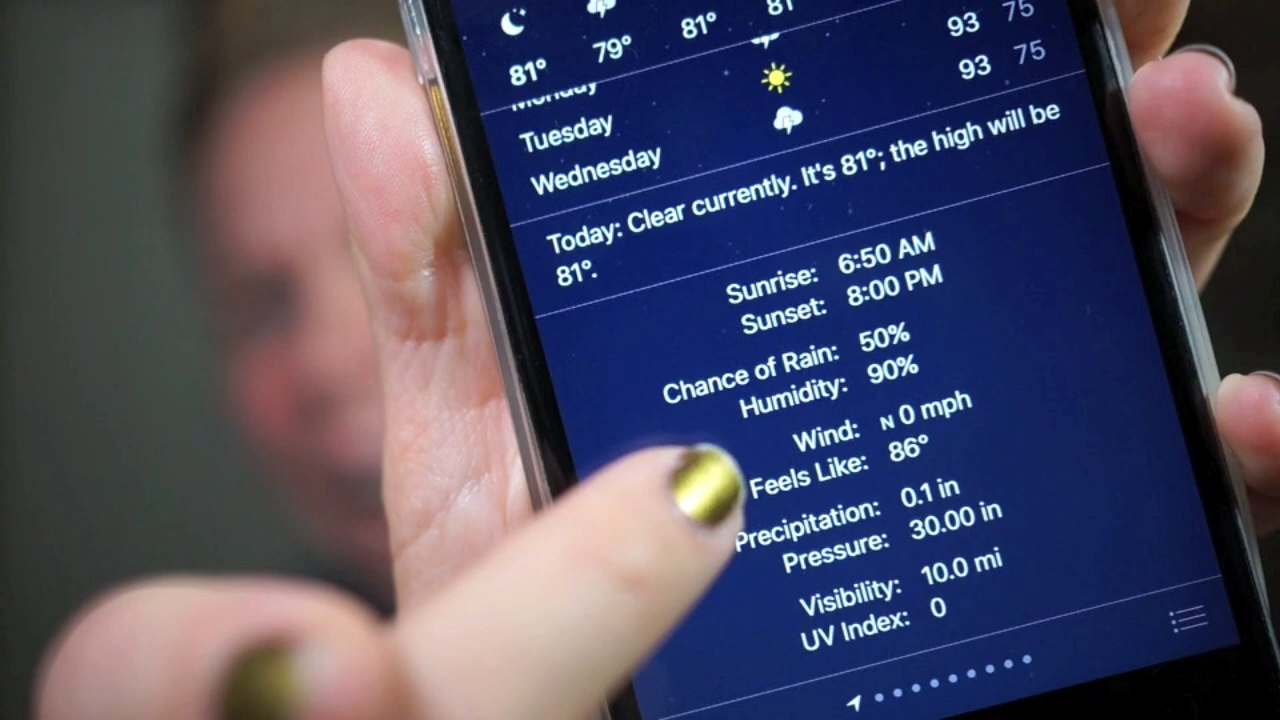 81° 79° 81° 81
93 75
Monday
Tuesday 93 75
Wednesday
Today: Clear currently. It's 81°; the high will be
81°.
Sunrise: 6:50 AM
Sunset: 8:00 PM
Chance of Rain: 50%
Humidity: 90%
Wind: N 0 mph
Feels Like: 86°
Precipitation: 0.1 in
Pressure: 30.00 in
Visibility: 10.0 mi
UV Index: 0